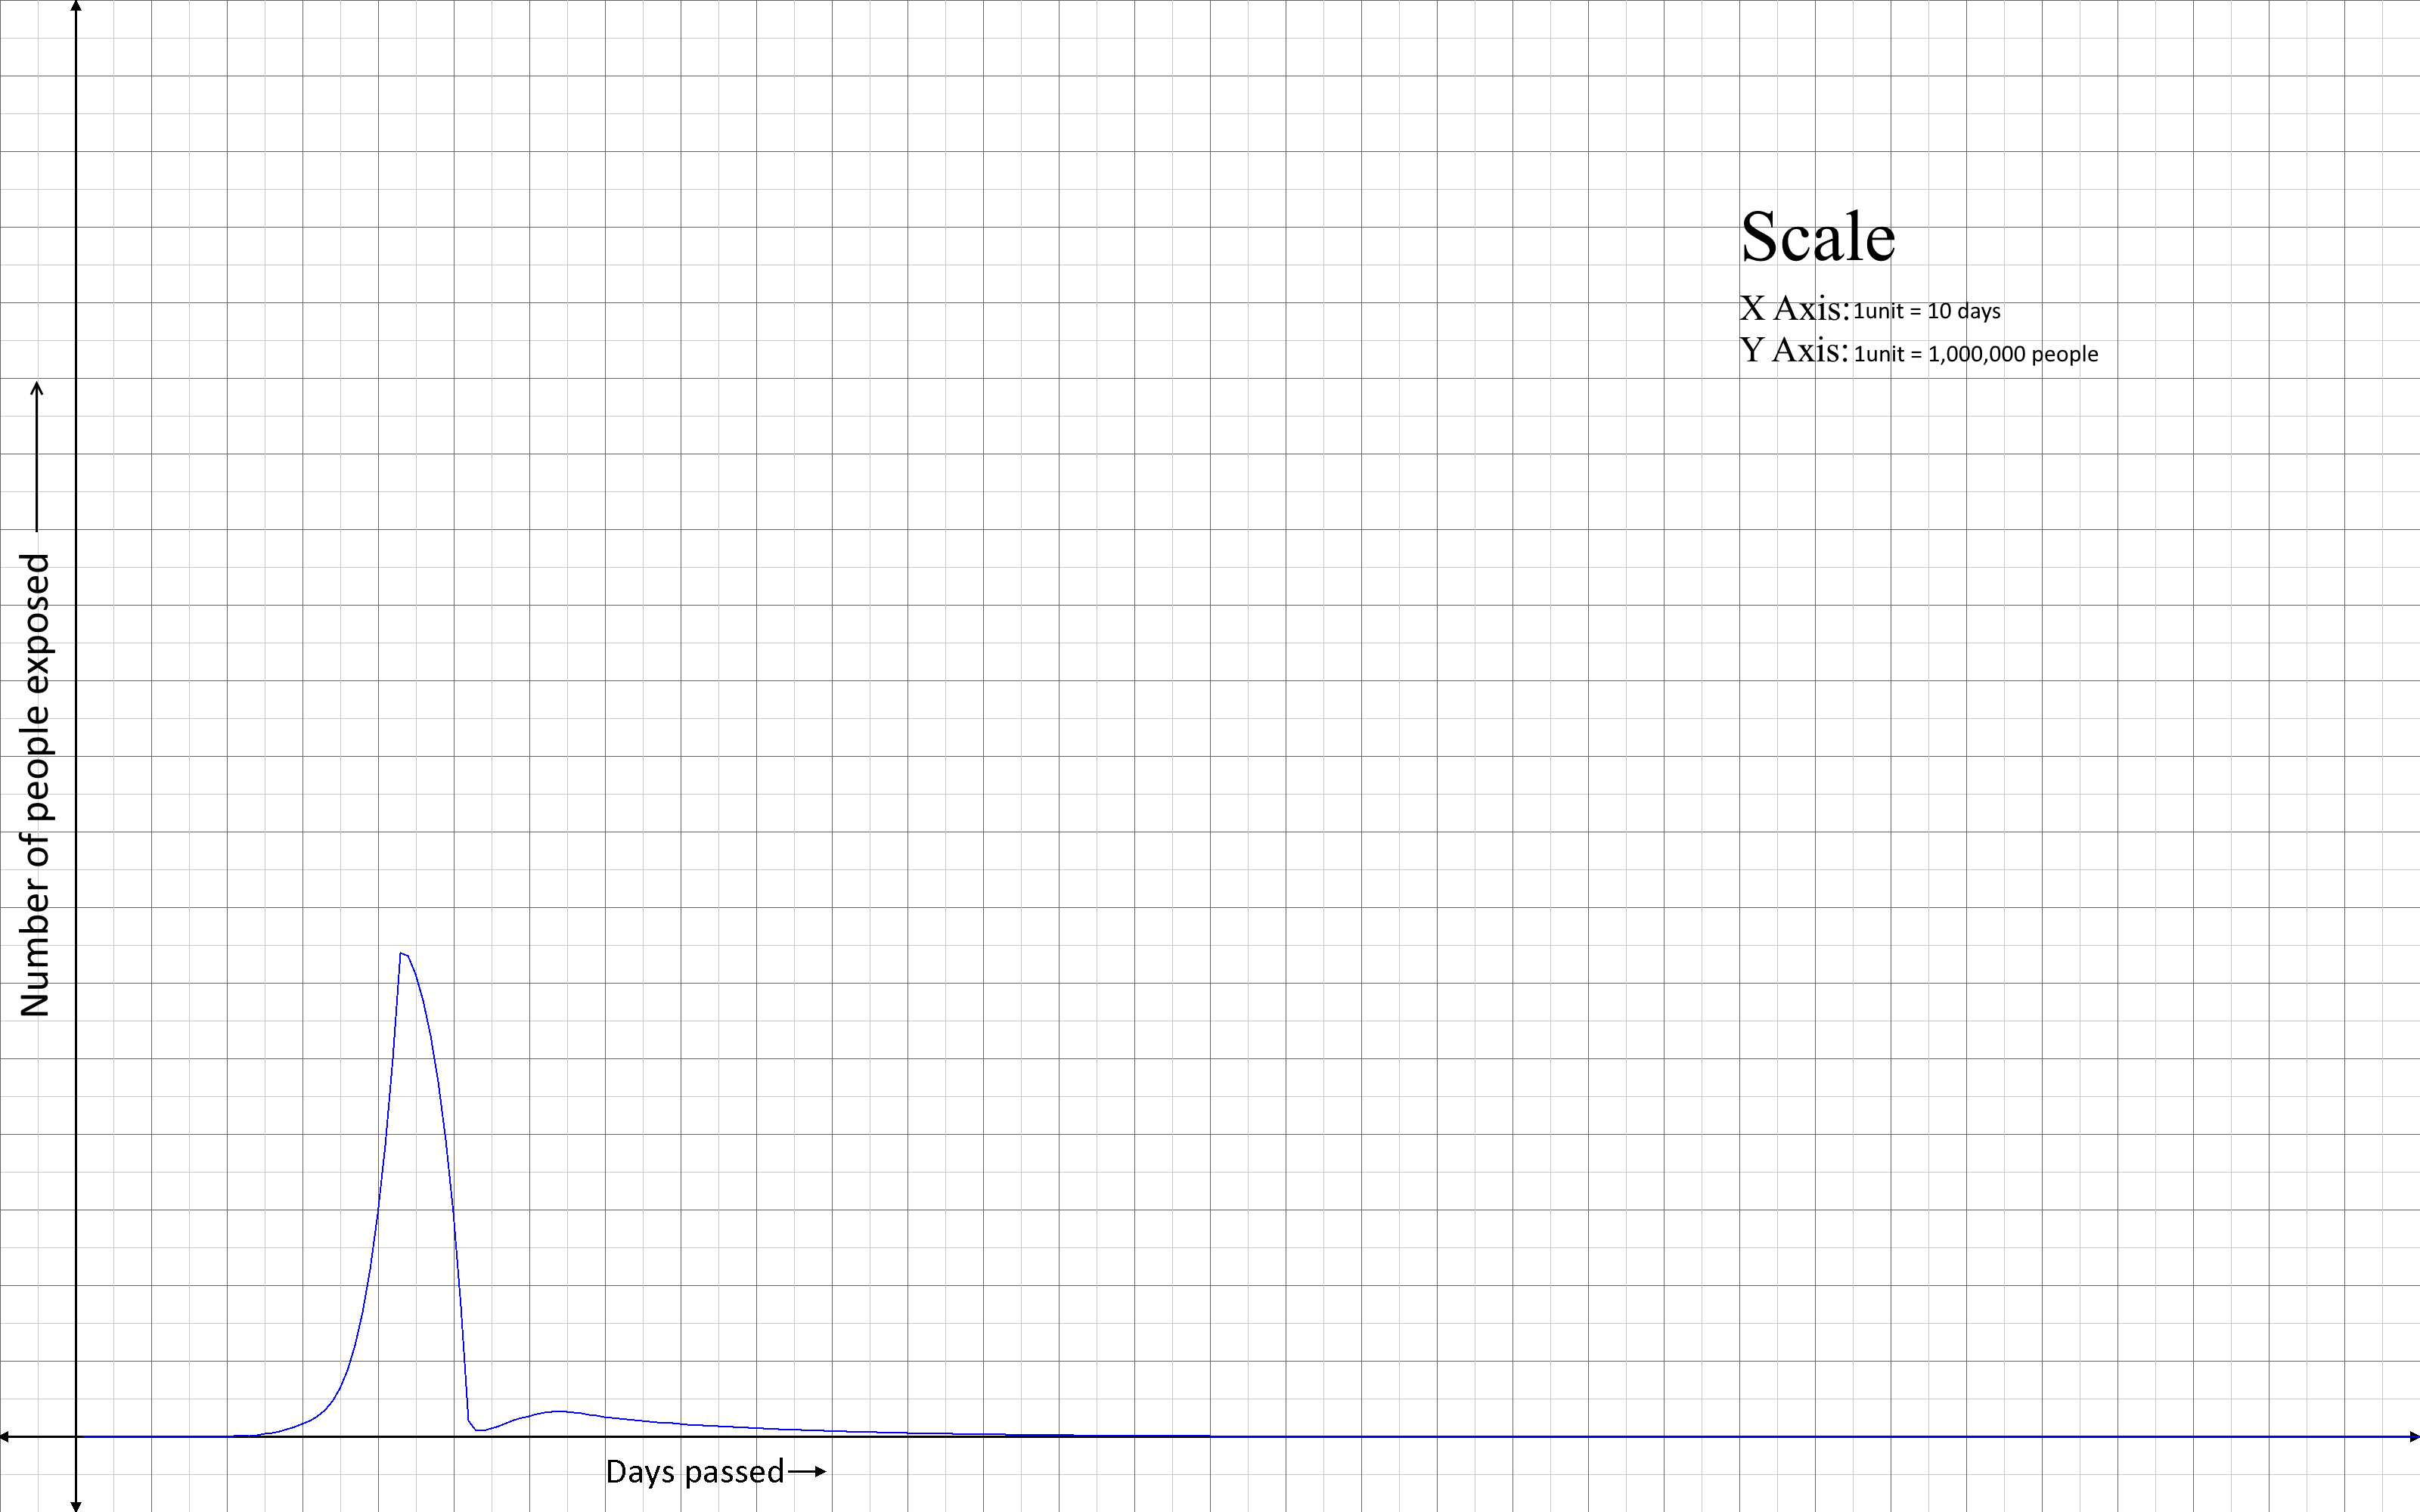 Scale
X Axis: 1unit = 10 days
Y Axis: 1unit = 1,000,000 people
Number of people exposed
Days passed